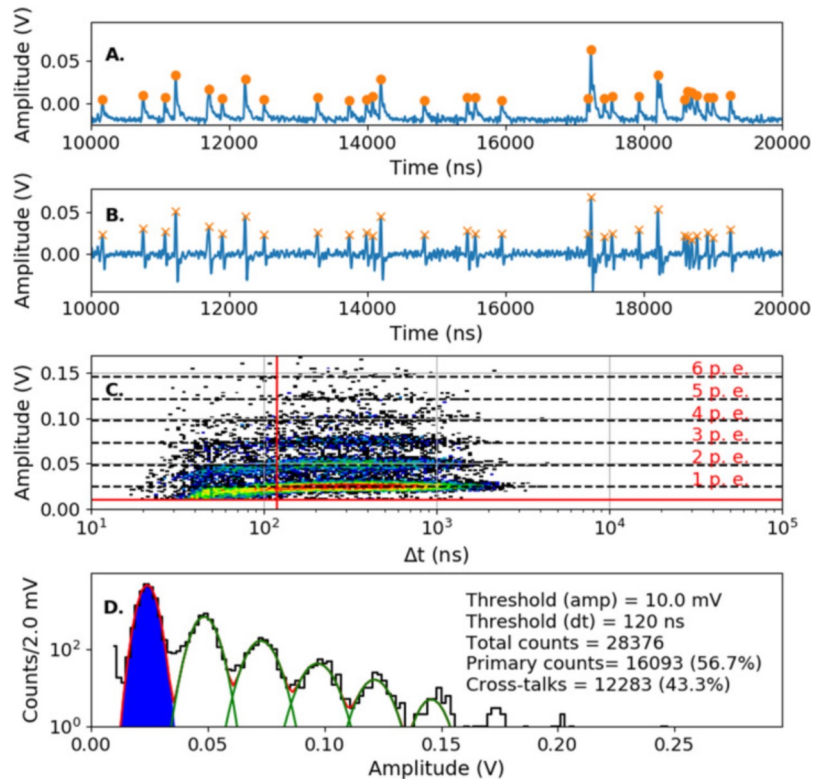 Amplitude (V)
0.05
0.00
A.
10000 12000 14000 16000 18000 20000
Time (ns)
Amplitude (V)
0.05
0.00
B.
10000 12000 14000 16000 18000 20000
Time (ns)
Amplitude (V)
0.15
0.10
0.05
0.00
C.
6 p. e.
5 p. e.
4 p. e.
3 p. e.
2 p. e.
1 p. e.
10¹ 10² 10³ 10⁴ 10⁵
Δt (ns)
Counts/2.0 mV
10²
10⁰
D.
Threshold (amp) = 10.0 mV
Threshold (dt) = 120 ns
Total counts = 28376
Primary counts= 16093 (56.7%)
Cross-talks = 12283 (43.3%)
0.00 0.05 0.10 0.15 0.20 0.25
Amplitude (V)